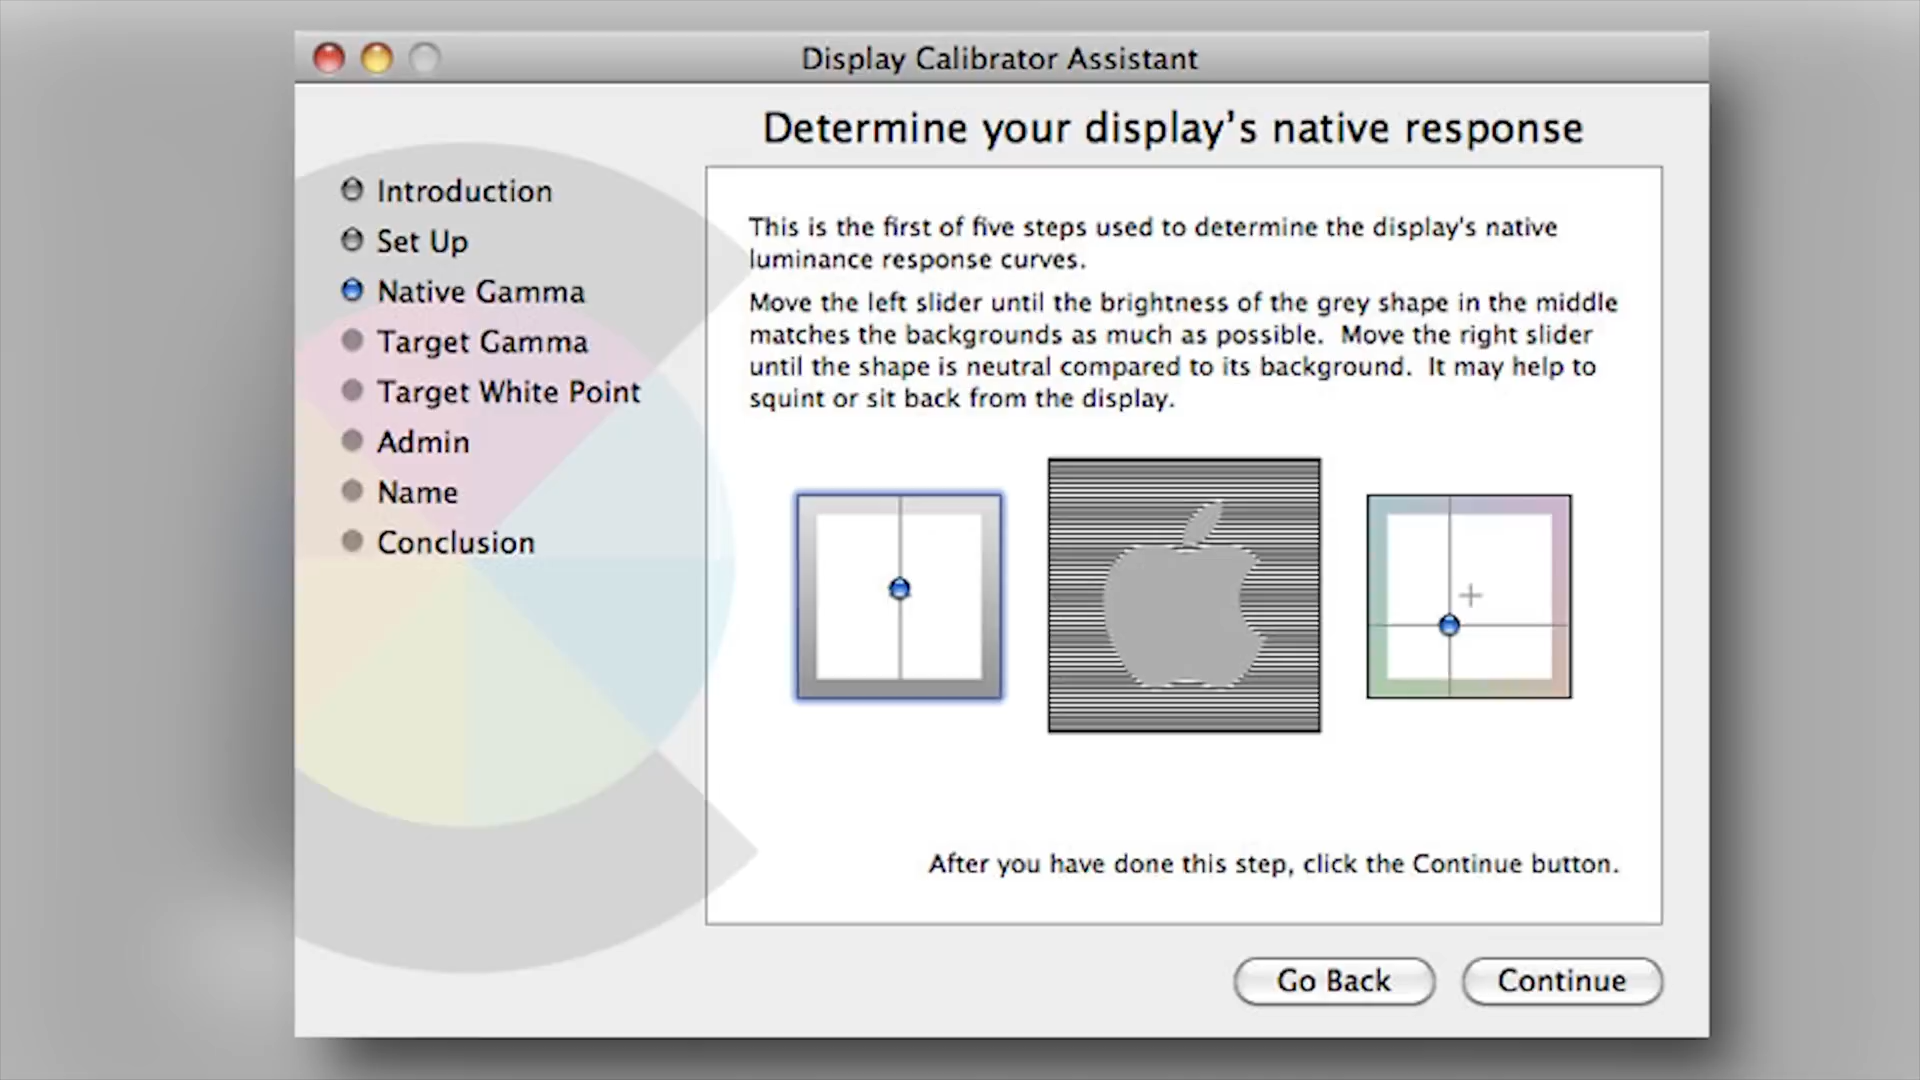 Display Calibrator Assistant
Determine your display's native response
Introduction
Set Up
Native Gamma
Target Gamma
Target White Point
Admin
Name
Conclusion
This is the first of five steps used to determine the display's native
luminance response curves.
Move the left slider until the brightness of the grey shape in the middle
matches the backgrounds as much as possible.  Move the right slider
until the shape is neutral compared to its background.  It may help to
squint or sit back from the display.
After you have done this step, click the Continue button.
Go Back
Continue